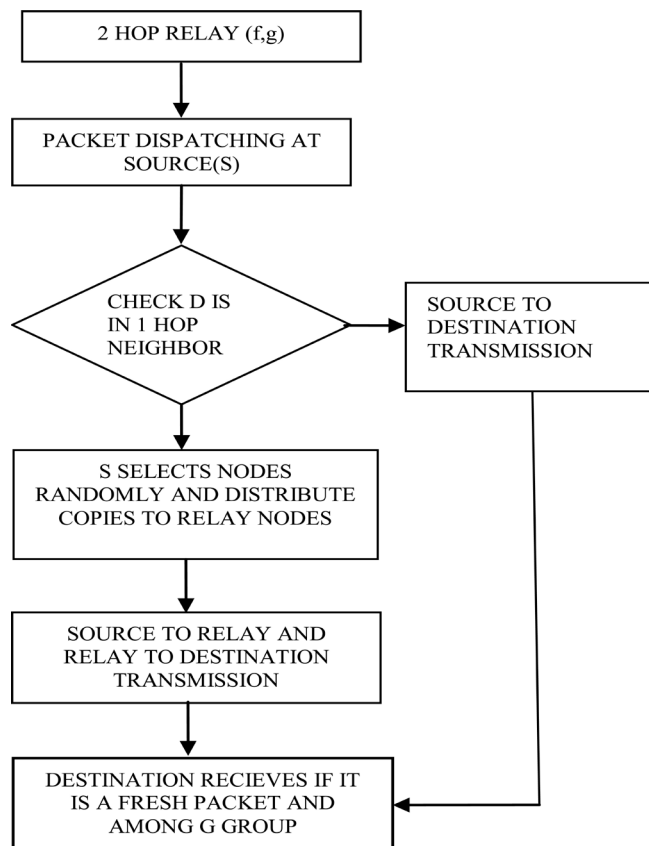 2 HOP RELAY (f,g)
PACKET DISPATCHING AT
SOURCE(S)
CHECK D IS
IN 1 HOP
NEIGHBOR
SOURCE TO
DESTINATION
TRANSMISSION
S SELECTS NODES
RANDOMLY AND DISTRIBUTE
COPIES TO RELAY NODES
SOURCE TO RELAY AND
RELAY TO DESTINATION
TRANSMISSION
DESTINATION RECIEVES IF IT
IS A FRESH PACKET AND
AMONG G GROUP